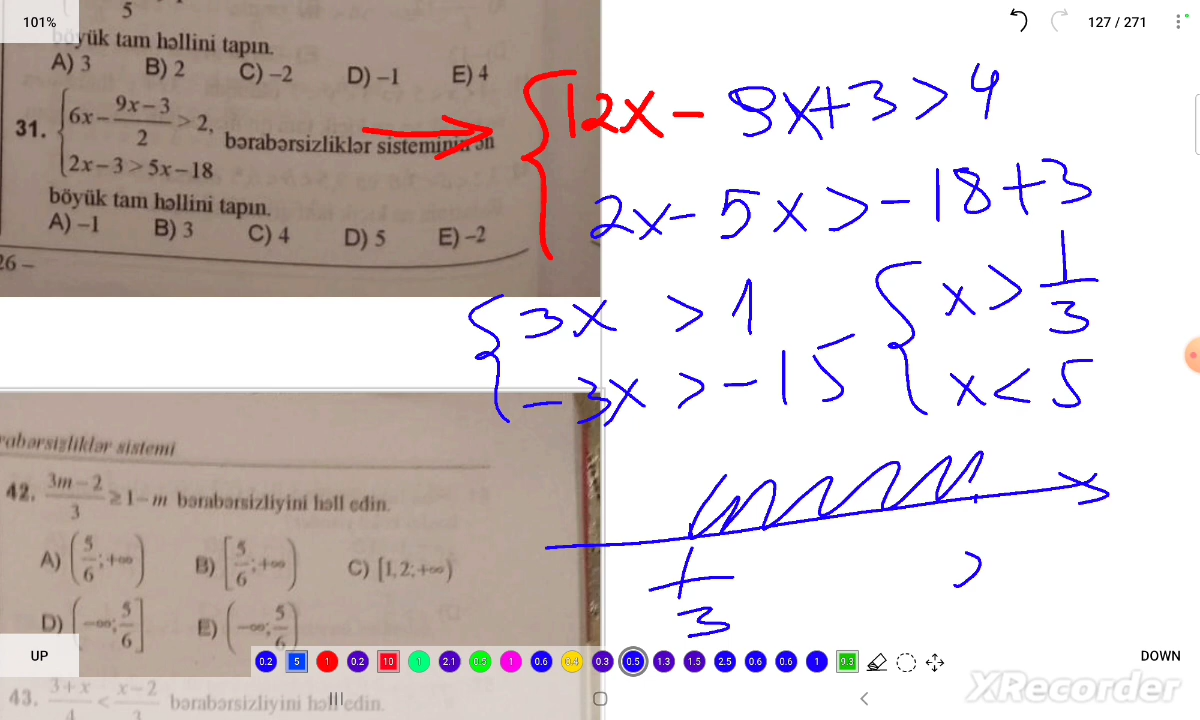 101%
127 / 271
5
böyük tam həllini tapın.
A) 3 B) 2 C) –2 D) –1 E) 4
31. {6x – (9x – 3)/2 > 2,
2x – 3 > 5x – 18
bərabərsizliklər sisteminin ən
böyük tam həllini tapın.
A) –1 B) 3 C) 4 D) 5 E) –2
26 –
{12x – 9x+3 > 4
2x – 5x > –18+3
{3x > 1
–3x > –15
{x > 1/3
x < 5
1/3
rabərsizliklər sistemi
42. (3m – 2)/3 ≥ 1 – m bərabərsizliyini həll edin.
A) (5/6; +∞) B) [5/6; +∞) C) [1,2; +∞)
D) (–∞; 5/6] E) (–∞; 5/6)
UP
0.2 5 1 0.2 10 1 2.1 0.5 1 0.6 0.4 0.3 0.5 1.3 1.5 2.5 0.6 0.6 1 9.3
DOWN
43. (3 + x)/4 < (x – 2)/3 bərabərsizliyini həll edin.
XRecorder